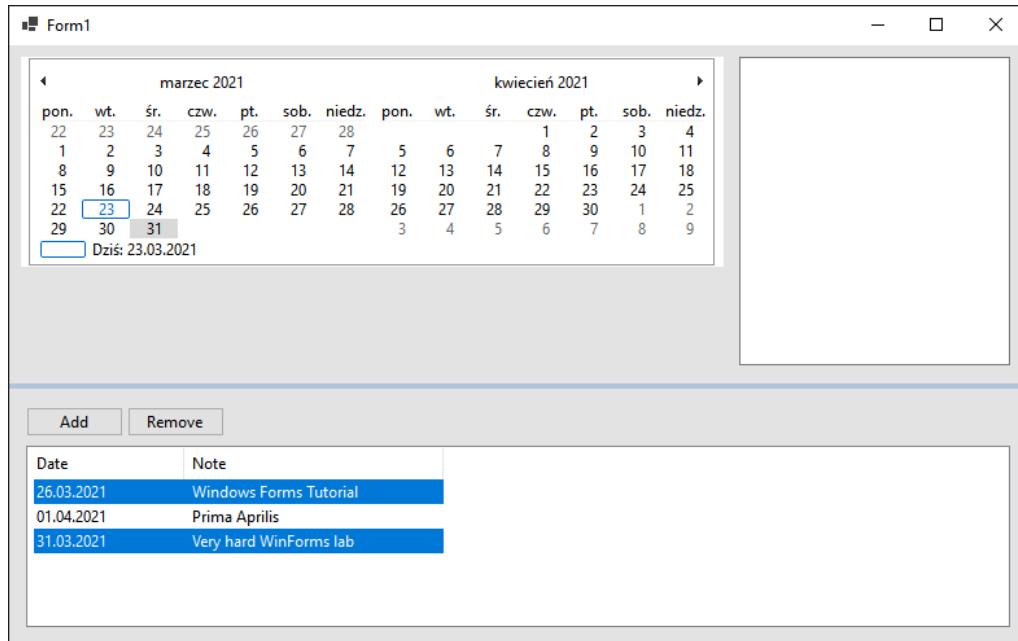 Form1
marzec 2021 kwiecień 2021
pon. wt. śr. czw. pt. sob. niedz. pon. wt. śr. czw. pt. sob. niedz.
22 23 24 25 26 27 28 1 2 3 4
1 2 3 4 5 6 7 5 6 7 8 9 10 11
8 9 10 11 12 13 14 12 13 14 15 16 17 18
15 16 17 18 19 20 21 19 20 21 22 23 24 25
22 23 24 25 26 27 28 26 27 28 29 30 1 2
29 30 31 3 4 5 6 7 8 9
Dziś: 23.03.2021
Add Remove
Date Note
26.03.2021 Windows Forms Tutorial
01.04.2021 Prima Aprilis
31.03.2021 Very hard WinForms lab